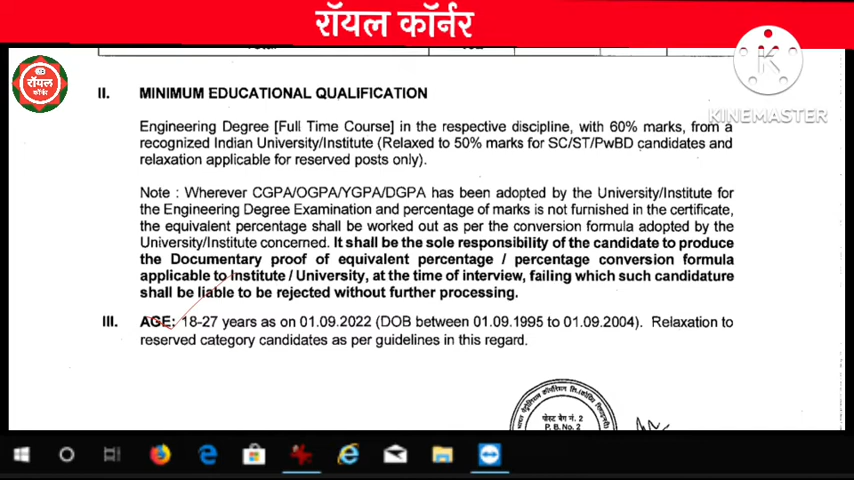 रॉयल कॉर्नर
रॉयल
कॉर्नर
KINEMASTER
II. MINIMUM EDUCATIONAL QUALIFICATION
Engineering Degree [Full Time Course] in the respective discipline, with 60% marks, from a
recognized Indian University/Institute (Relaxed to 50% marks for SC/ST/PwBD candidates and
relaxation applicable for reserved posts only).
Note : Wherever CGPA/OGPA/YGPA/DGPA has been adopted by the University/Institute for
the Engineering Degree Examination and percentage of marks is not furnished in the certificate,
the equivalent percentage shall be worked out as per the conversion formula adopted by the
University/Institute concerned. It shall be the sole responsibility of the candidate to produce
the Documentary proof of equivalent percentage / percentage conversion formula
applicable to Institute / University, at the time of interview, failing which such candidature
shall be liable to be rejected without further processing.
III. AGE: 18-27 years as on 01.09.2022 (DOB between 01.09.1995 to 01.09.2004). Relaxation to
reserved category candidates as per guidelines in this regard.
पोस्ट बैग नं. 2
P. B. No. 2